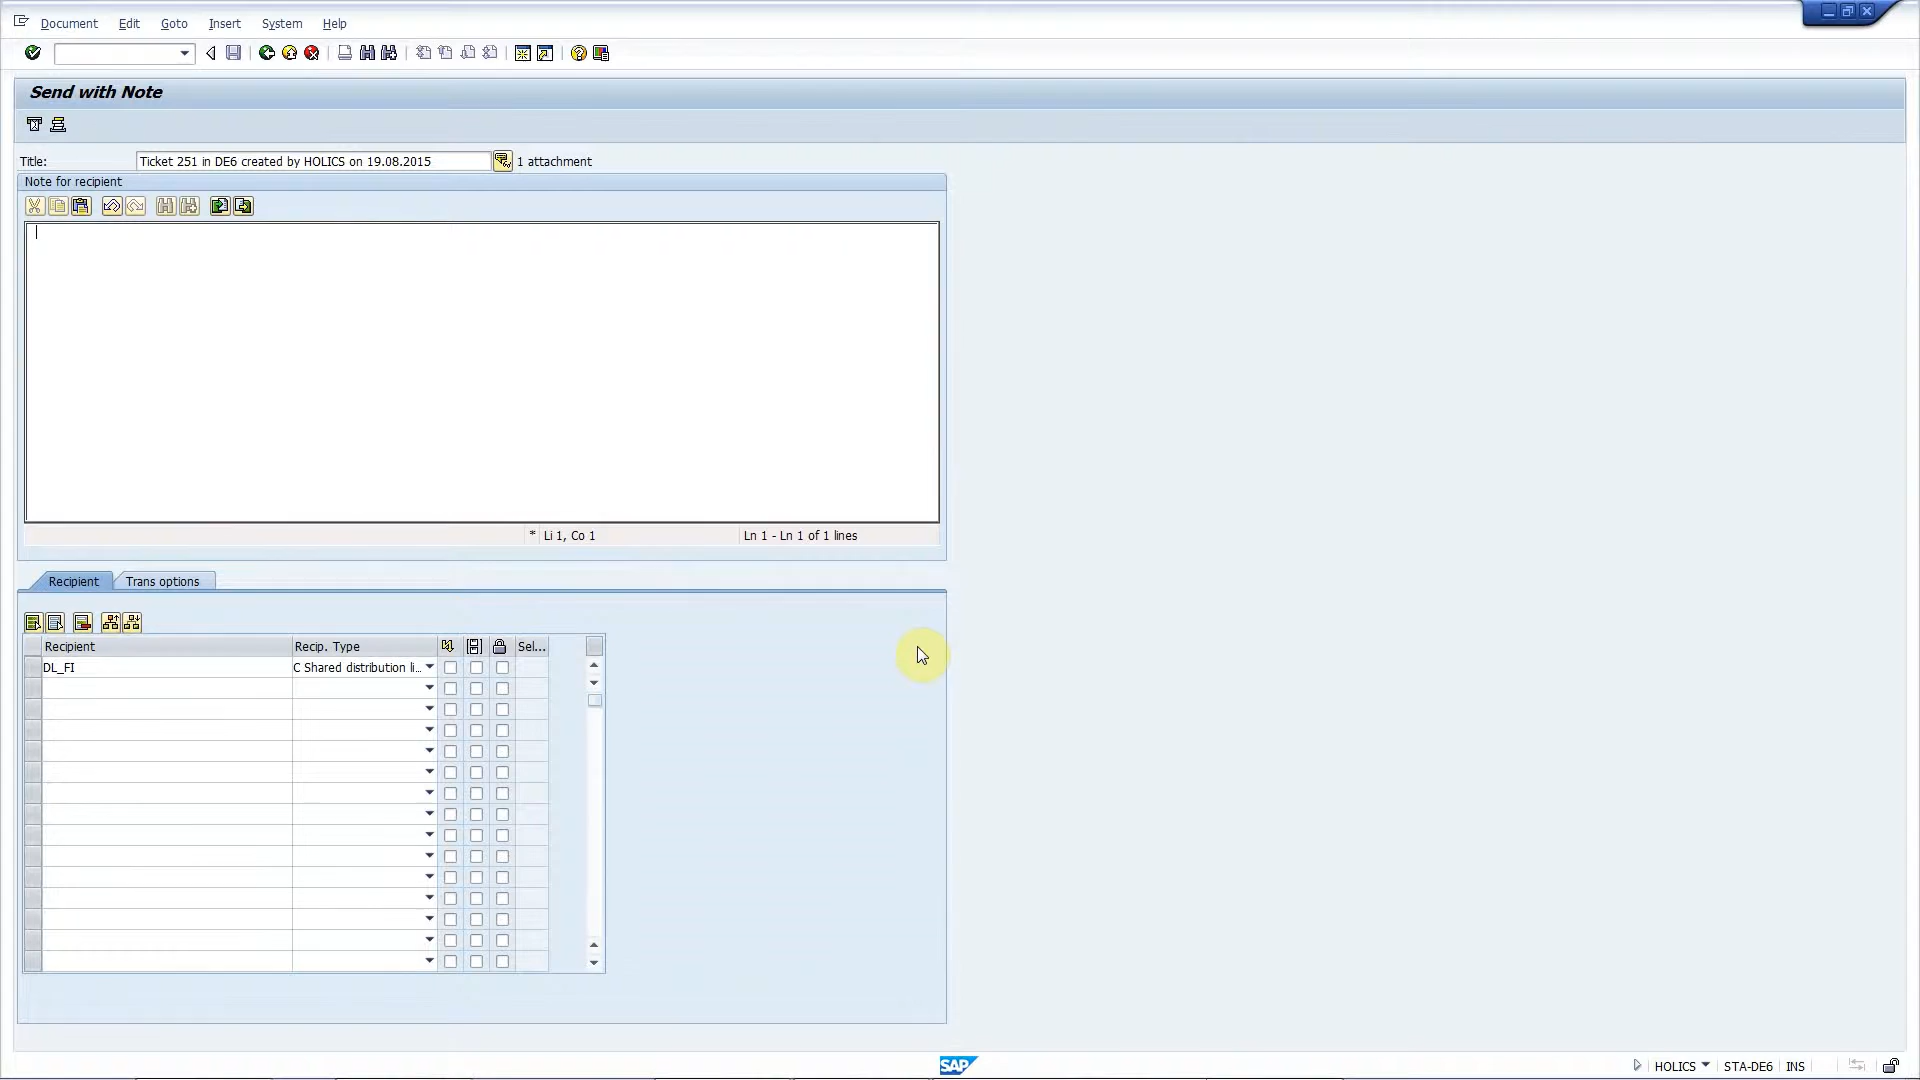 Document Edit Goto Insert System Help
Send with Note
Title: Ticket 251 in DE6 created by HOLICS on 19.08.2015 1 attachment
Note for recipient
* Li 1, Co 1 Ln 1 - Ln 1 of 1 lines
Recipient Trans options
Recipient Recip. Type Sel...
DL_FI C Shared distribution li...
SAP HOLICS STA-DE6 INS